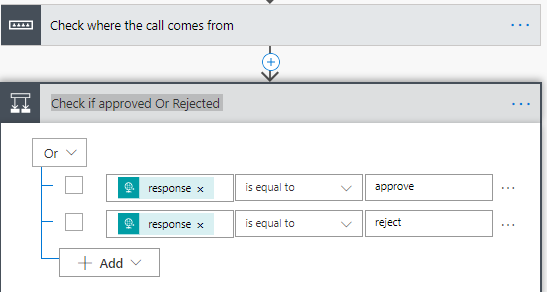 Check where the call comes from
Check if approved Or Rejected
Or
response x is equal to approve
response x is equal to reject
+ Add